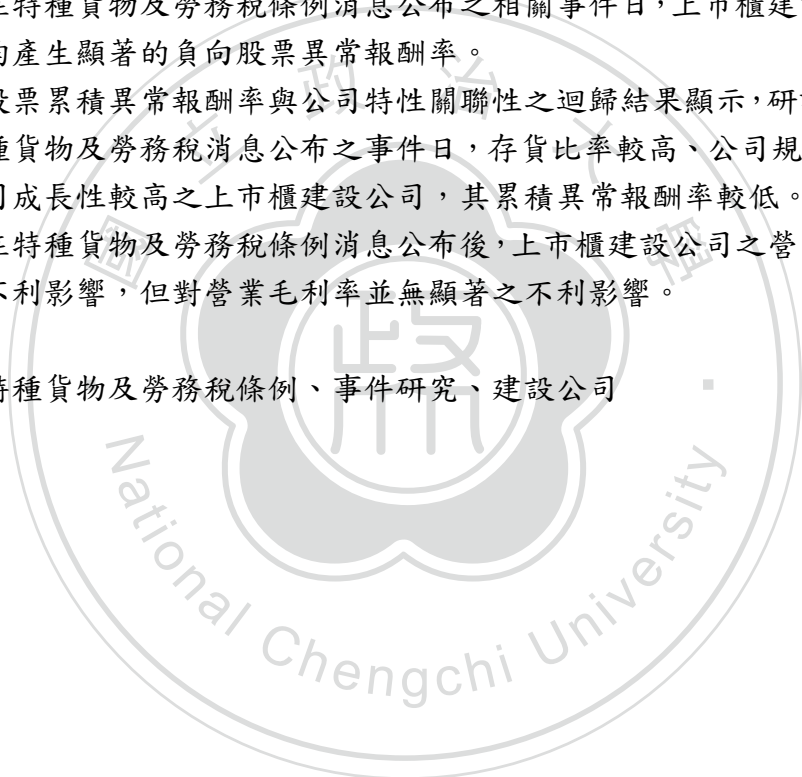 在特種貨物及勞務稅條例消息公布之相關事件日，上市櫃建
均產生顯著的負向股票異常報酬率。
股票累積異常報酬率與公司特性關聯性之迴歸結果顯示，研
種貨物及勞務稅消息公布之事件日，存貨比率較高、公司規
司成長性較高之上市櫃建設公司，其累積異常報酬率較低。
在特種貨物及勞務稅條例消息公布後，上市櫃建設公司之營
不利影響，但對營業毛利率並無顯著之不利影響。
特種貨物及勞務稅條例、事件研究、建設公司
國立政治大學
National Chengchi University